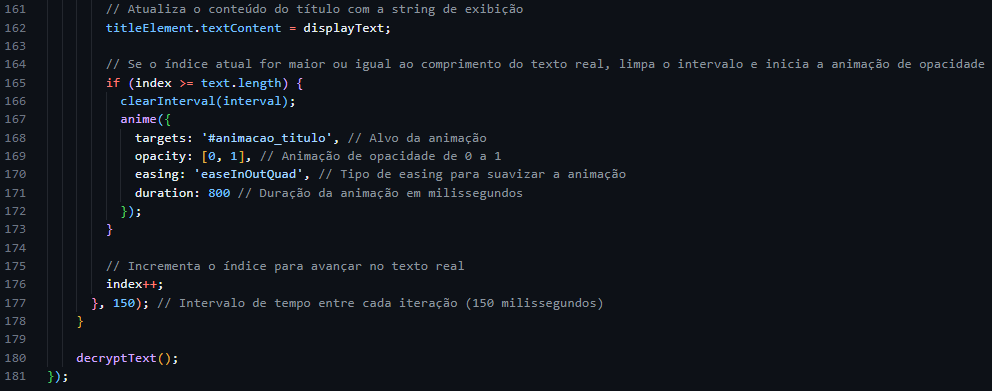 161 // Atualiza o conteúdo do título com a string de exibição
162 titleElement.textContent = displayText;
163
164 // Se o índice atual for maior ou igual ao comprimento do texto real, limpa o intervalo e inicia a animação de opacidade
165 if (index >= text.length) {
166 clearInterval(interval);
167 anime({
168 targets: '#animacao_titulo', // Alvo da animação
169 opacity: [0, 1], // Animação de opacidade de 0 a 1
170 easing: 'easeInOutQuad', // Tipo de easing para suavizar a animação
171 duration: 800 // Duração da animação em milissegundos
172 });
173 }
174
175 // Incrementa o índice para avançar no texto real
176 index++;
177 }, 150); // Intervalo de tempo entre cada iteração (150 milissegundos)
178 }
179
180 decryptText();
181 });